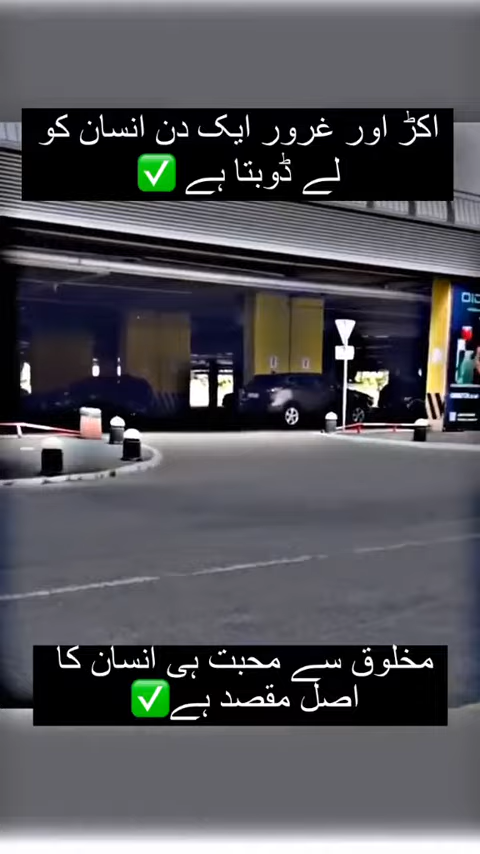 اکڑ اور غرور ایک دن انسان کو
لے ڈوبتا ہے ✅
مخلوق سے محبت ہی انسان کا
اصل مقصد ہے✅